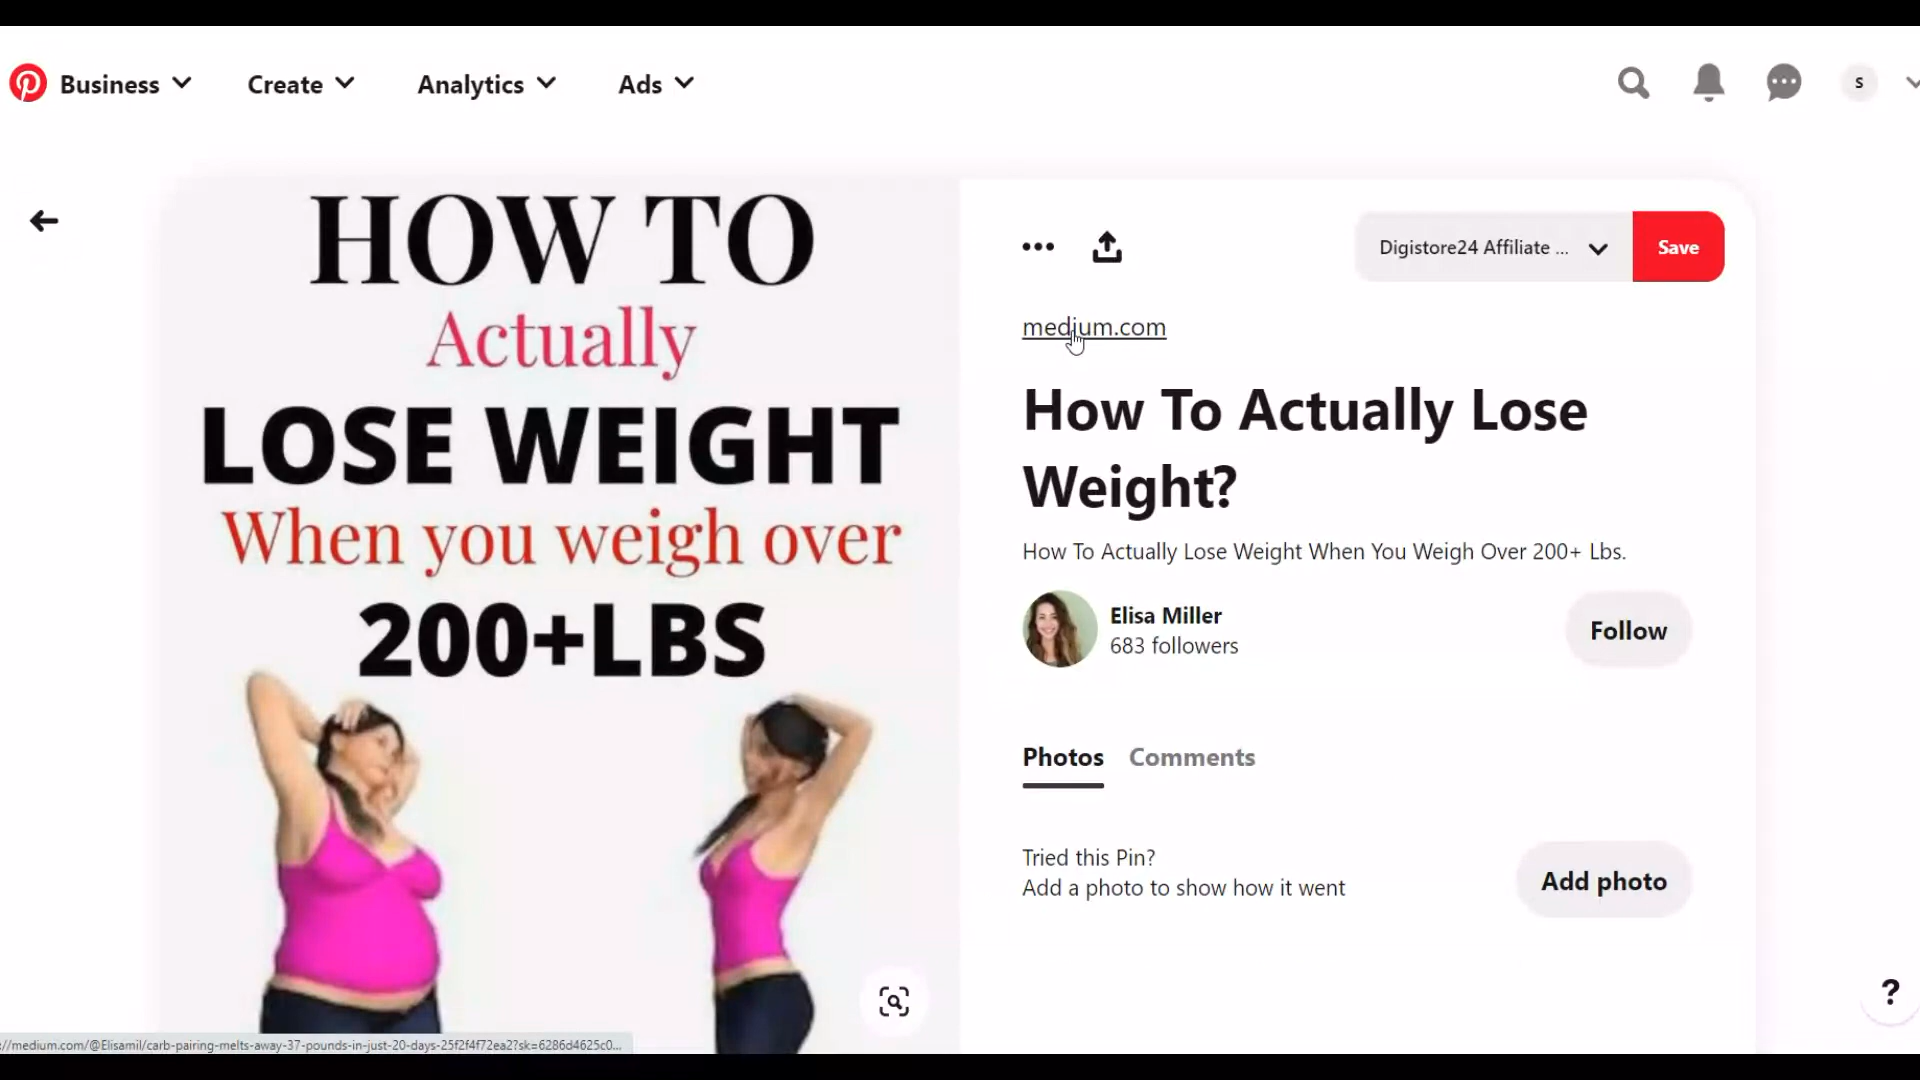 Business
Create
Analytics
Ads
S
HOW TO
Actually
LOSE WEIGHT
When you weigh over
200+LBS
Digistore24 Affiliate ...
Save
medium.com
How To Actually Lose
Weight?
How To Actually Lose Weight When You Weigh Over 200+ Lbs.
Elisa Miller
683 followers
Follow
Photos
Comments
Tried this Pin?
Add a photo to show how it went
Add photo
?
://medium.com/@Elisamil/carb-pairing-melts-away-37-pounds-in-just-20-days-25f2f4f72ea2?sk=6286d4625c0...